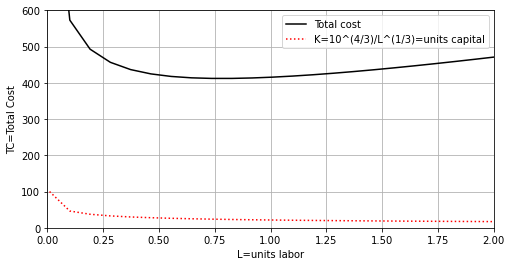 600
500
400
300
200
100
0
TC=Total Cost
Total cost
K=10^(4/3)/L^(1/3)=units capital
0.00 0.25 0.50 0.75 1.00 1.25 1.50 1.75 2.00
L=units labor